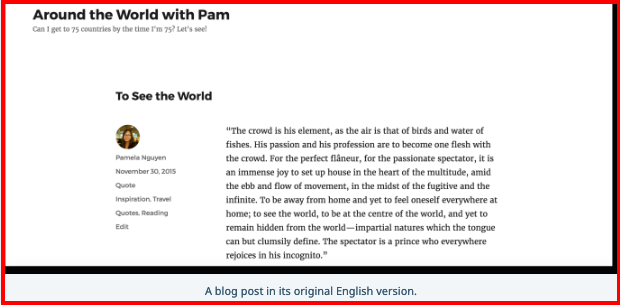 Around the World with Pam
Can I get to 75 countries by the time I'm 75? Let's see!
To See the World
Pamela Nguyen
November 30, 2015
Quote
Inspiration, Travel
Quotes, Reading
Edit
“The crowd is his element, as the air is that of birds and water of
fishes. His passion and his profession are to become one flesh with
the crowd. For the perfect flâneur, for the passionate spectator, it is
an immense joy to set up house in the heart of the multitude, amid
the ebb and flow of movement, in the midst of the fugitive and the
infinite. To be away from home and yet to feel oneself everywhere at
home; to see the world, to be at the centre of the world, and yet to
remain hidden from the world—impartial natures which the tongue
can but clumsily define. The spectator is a prince who everywhere
rejoices in his incognito.”
A blog post in its original English version.